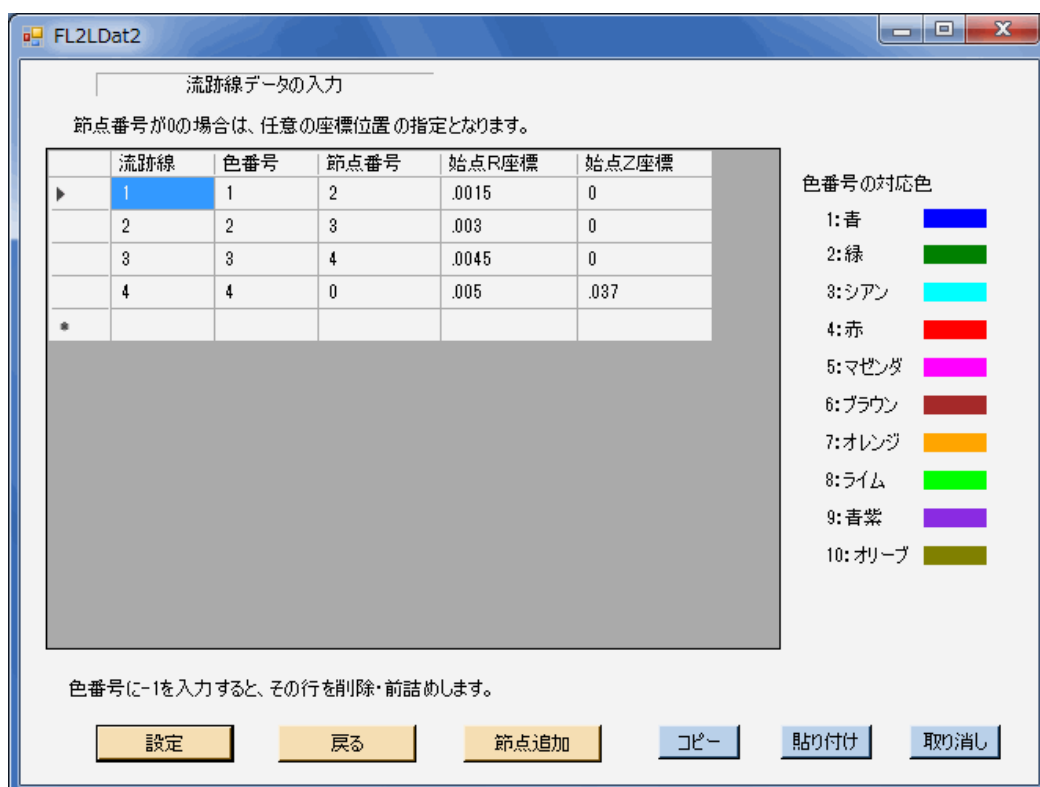 FL2LDat2
流跡線データの入力
節点番号が0の場合は、任意の座標位置の指定となります。
流跡線 色番号 節点番号 始点R座標 始点Z座標
1 1 2 .0015 0
2 2 3 .003 0
3 3 4 .0045 0
4 4 0 .005 .037
色番号の対応色
1:青
2:緑
3:シアン
4:赤
5:マゼンダ
6:ブラウン
7:オレンジ
8:ライム
9:青紫
10:オリーブ
色番号に-1を入力すると、その行を削除・前詰めします。
設定 戻る 節点追加 コピー 貼り付け 取り消し